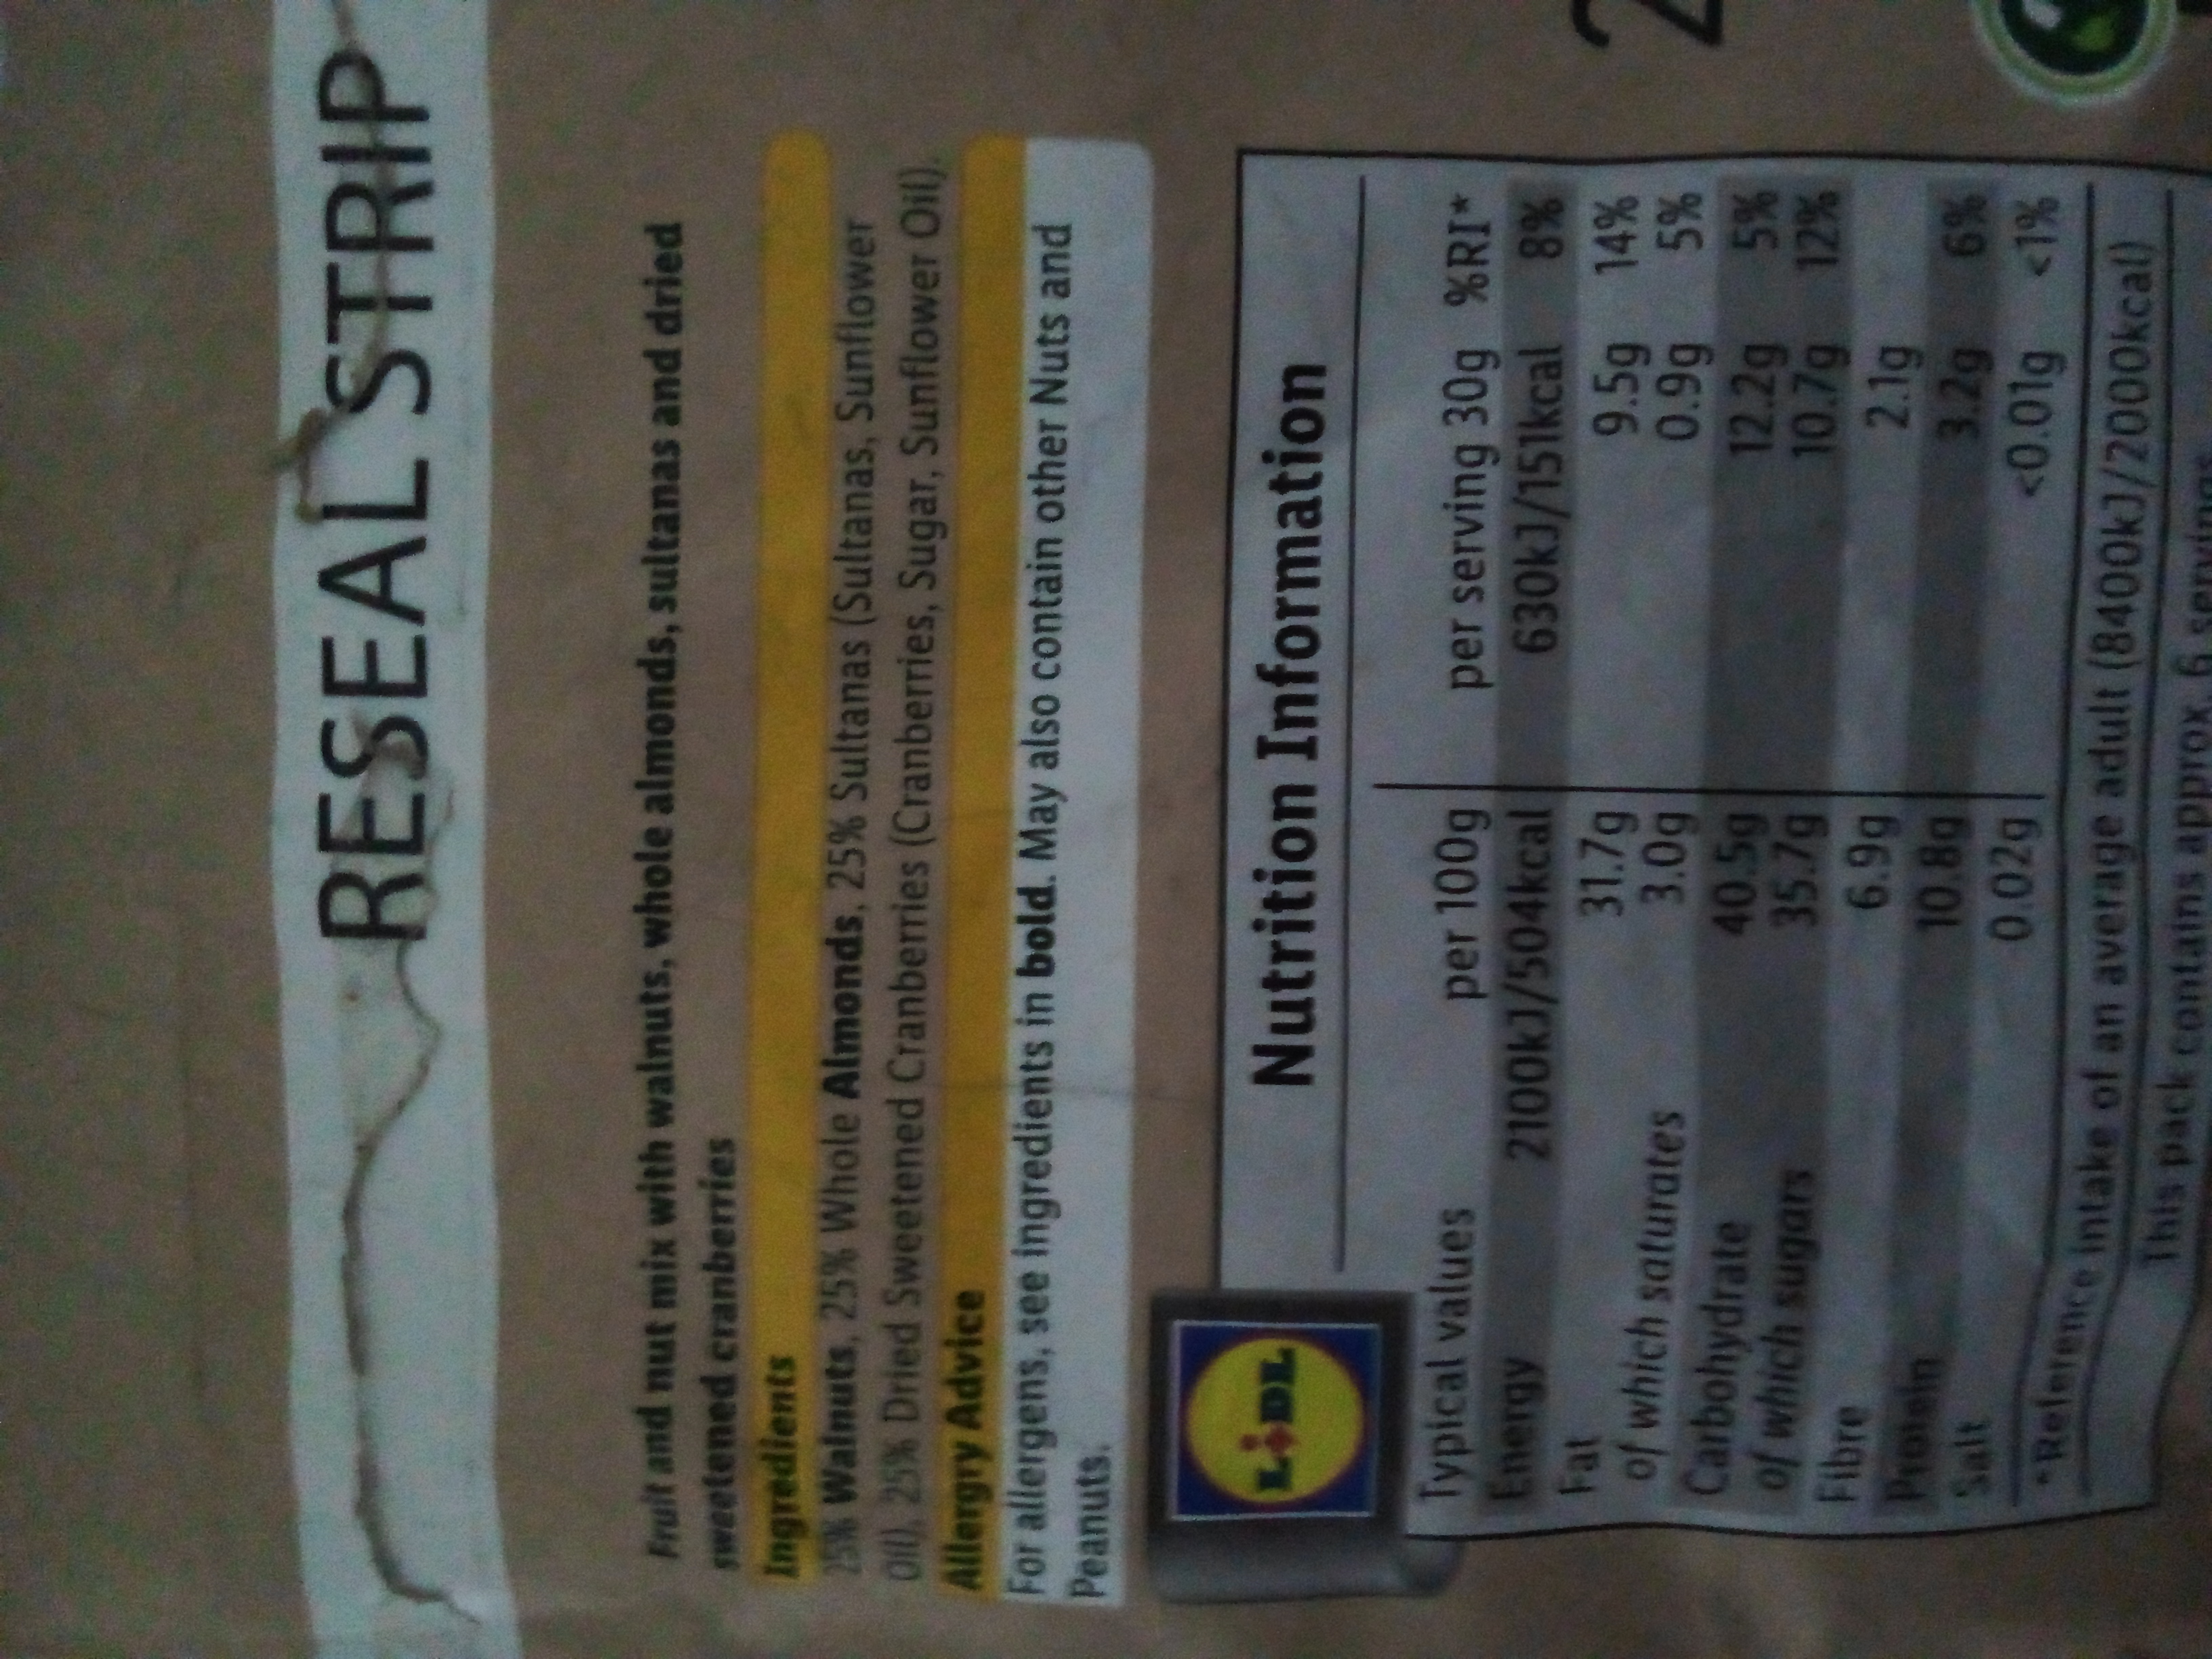 RESEAL STRIP
Fruit and nut mix with walnuts, whole almonds, sultanas and dried
sweetened cranberries
Ingredients
25% Walnuts, 25% Whole Almonds, 25% Sultanas (Sultanas, Sunflower
Oil), 25% Dried Sweetened Cranberries (Cranberries, Sugar, Sunflower Oil).
Allergry Advice
For allergens, see ingredients in bold. May also contain other Nuts and
Peanuts.
LiDL
Nutrition Information
Typical values per 100g per serving 30g %RI*
Energy 2100kJ/504kcal 630kJ/151kcal 8%
Fat 31.7g 9.5g 14%
of which saturates 3.0g 0.9g 5%
Carbohydrate 40.5g 12.2g 5%
of which sugars 35.7g 10.7g 12%
Fibre 6.9g 2.1g
Protein 10.8g 3.2g 6%
Salt 0.02g <0.01g <1%
*Reference intake of an average adult (8400kJ/2000kcal)
This pack contains approx. 6 servings